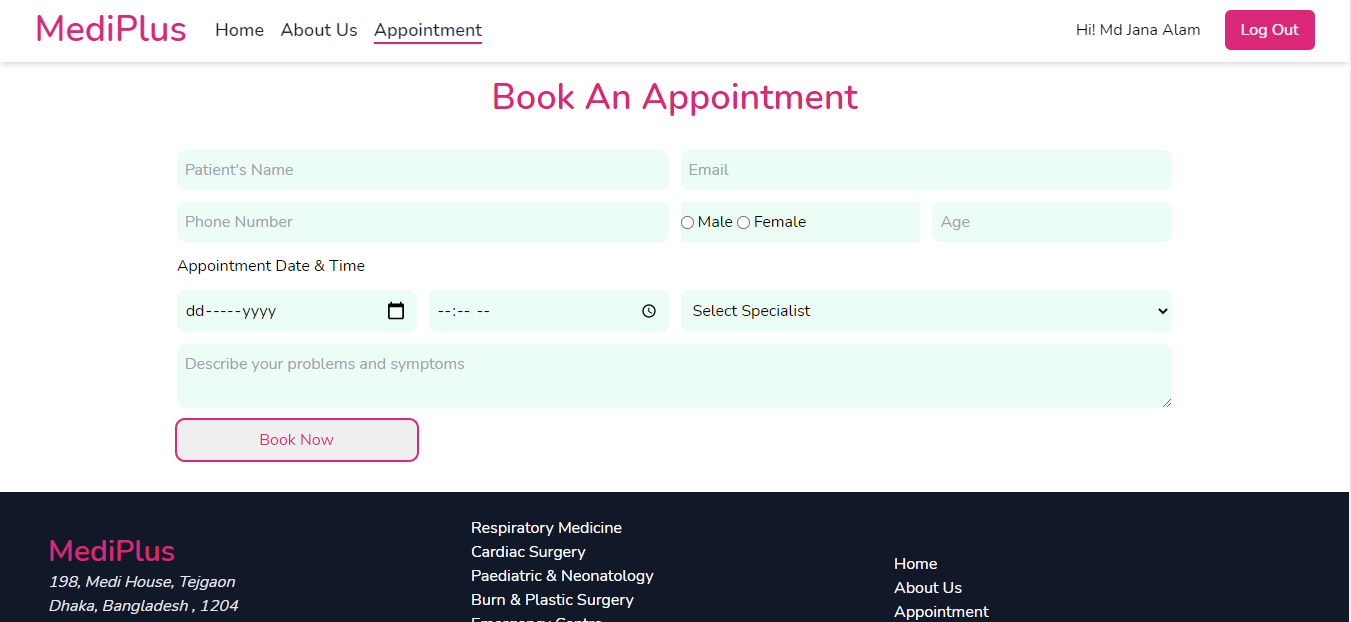 MediPlus Home About Us Appointment Hi! Md Jana Alam Log Out
Book An Appointment
Patient's Name Email
Phone Number Male Female Age
Appointment Date & Time
dd-----yyyy --:-- -- Select Specialist
Describe your problems and symptoms
Book Now
MediPlus
198, Medi House, Tejgaon
Dhaka, Bangladesh , 1204
Respiratory Medicine
Cardiac Surgery
Paediatric & Neonatology
Burn & Plastic Surgery
Emergency Centre
Home
About Us
Appointment